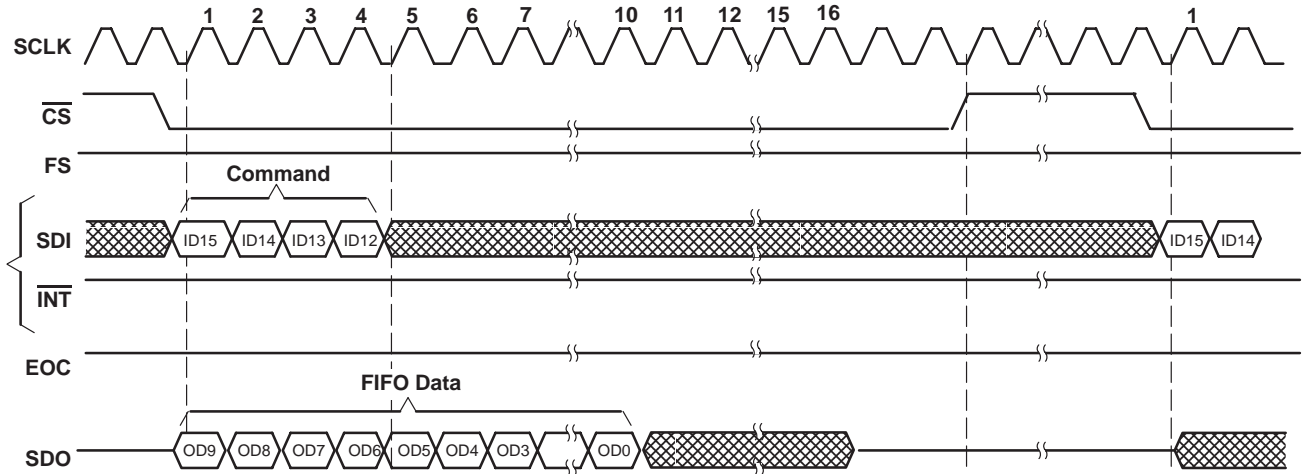 1 2 3 4 5 6 7 10 11 12 15 16 1
SCLK
CS
FS
Command
SDI ID15 ID14 ID13 ID12 ID15 ID14
INT
EOC
FIFO Data
SDO OD9 OD8 OD7 OD6 OD5 OD4 OD3 OD0